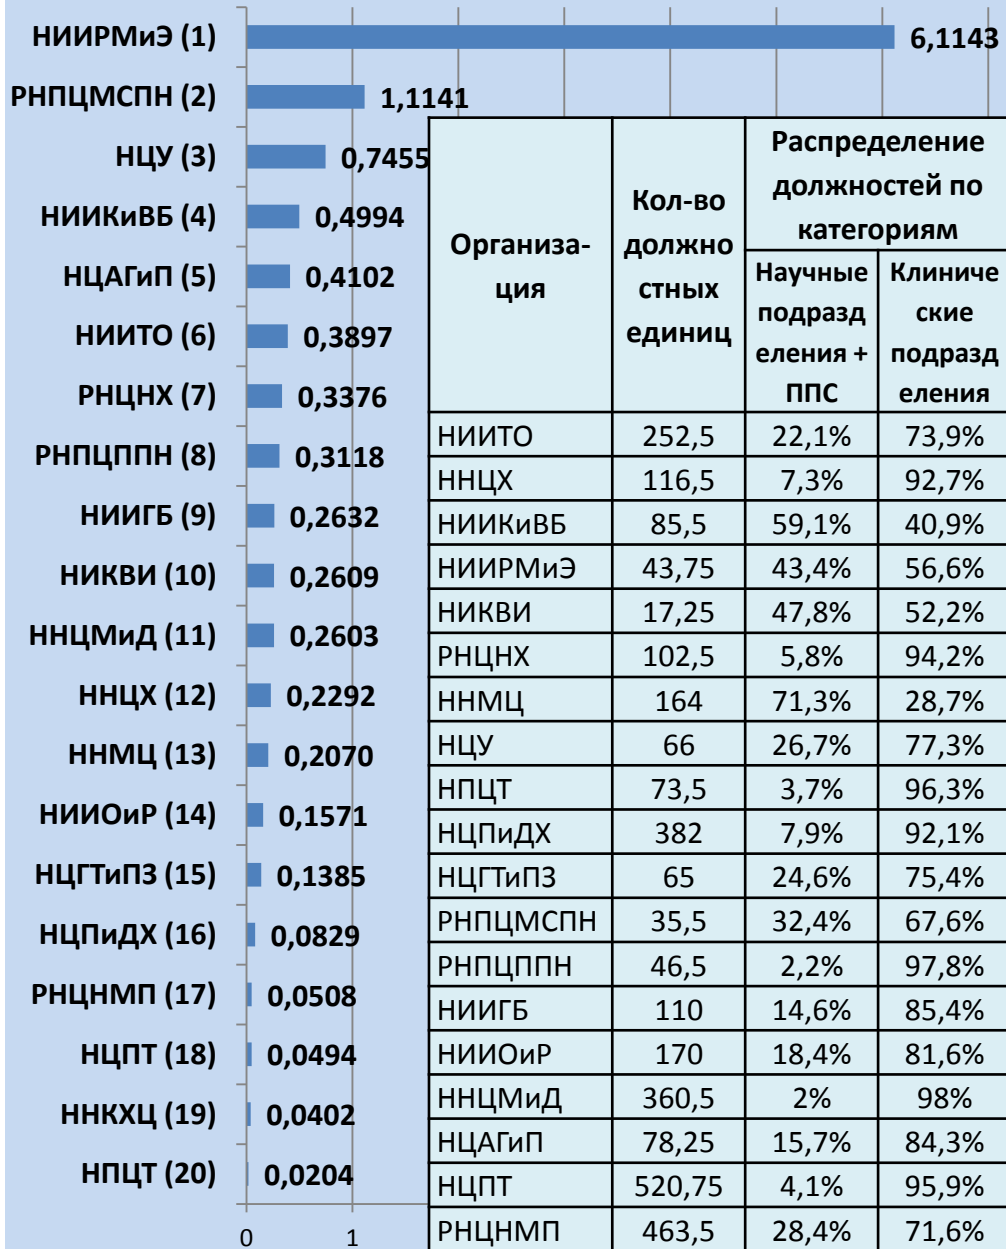 НИИРМиЭ (1) 6,1143
РНПЦМСПН (2) 1,1141
НЦУ (3) 0,7455
НИИКиВБ (4) 0,4994
НЦАГиП (5) 0,4102
НИИТО (6) 0,3897
РНЦНХ (7) 0,3376
РНПЦППН (8) 0,3118
НИИГБ (9) 0,2632
НИКВИ (10) 0,2609
ННЦМиД (11) 0,2603
ННЦХ (12) 0,2292
ННМЦ (13) 0,2070
НИИОиР (14) 0,1571
НЦГТиПЗ (15) 0,1385
НЦПиДХ (16) 0,0829
РНЦНМП (17) 0,0508
НЦПТ (18) 0,0494
ННКХЦ (19) 0,0402
НПЦТ (20) 0,0204
0 1
Организа-
ция
Кол-во
должно
стных
единиц
Распределение
должностей по
категориям
Научные
подразд
еления +
ППС
Клиниче
ские
подразд
еления
НИИТО 252,5 22,1% 73,9%
ННЦХ 116,5 7,3% 92,7%
НИИКиВБ 85,5 59,1% 40,9%
НИИРМиЭ 43,75 43,4% 56,6%
НИКВИ 17,25 47,8% 52,2%
РНЦНХ 102,5 5,8% 94,2%
ННМЦ 164 71,3% 28,7%
НЦУ 66 26,7% 77,3%
НПЦТ 73,5 3,7% 96,3%
НЦПиДХ 382 7,9% 92,1%
НЦГТиПЗ 65 24,6% 75,4%
РНПЦМСПН 35,5 32,4% 67,6%
РНПЦППН 46,5 2,2% 97,8%
НИИГБ 110 14,6% 85,4%
НИИОиР 170 18,4% 81,6%
ННЦМиД 360,5 2% 98%
НЦАГиП 78,25 15,7% 84,3%
НЦПТ 520,75 4,1% 95,9%
РНЦНМП 463,5 28,4% 71,6%